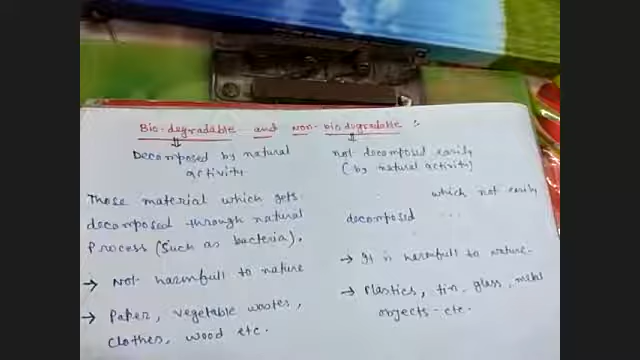 Bio-degradable and non-biodegradable :
Decomposed by natural
activity
not decomposed easily
(by natural activity)
Those material which gets
decomposed through natural
Process (such as bacteria).
→ Not harmfull to nature
→ Paper, vegetable wastes,
clothes, wood etc.
which not easily
decomposed ...
→ It is harmfull to nature.
→ Plastics, tin, glass, metal
objects - etc.